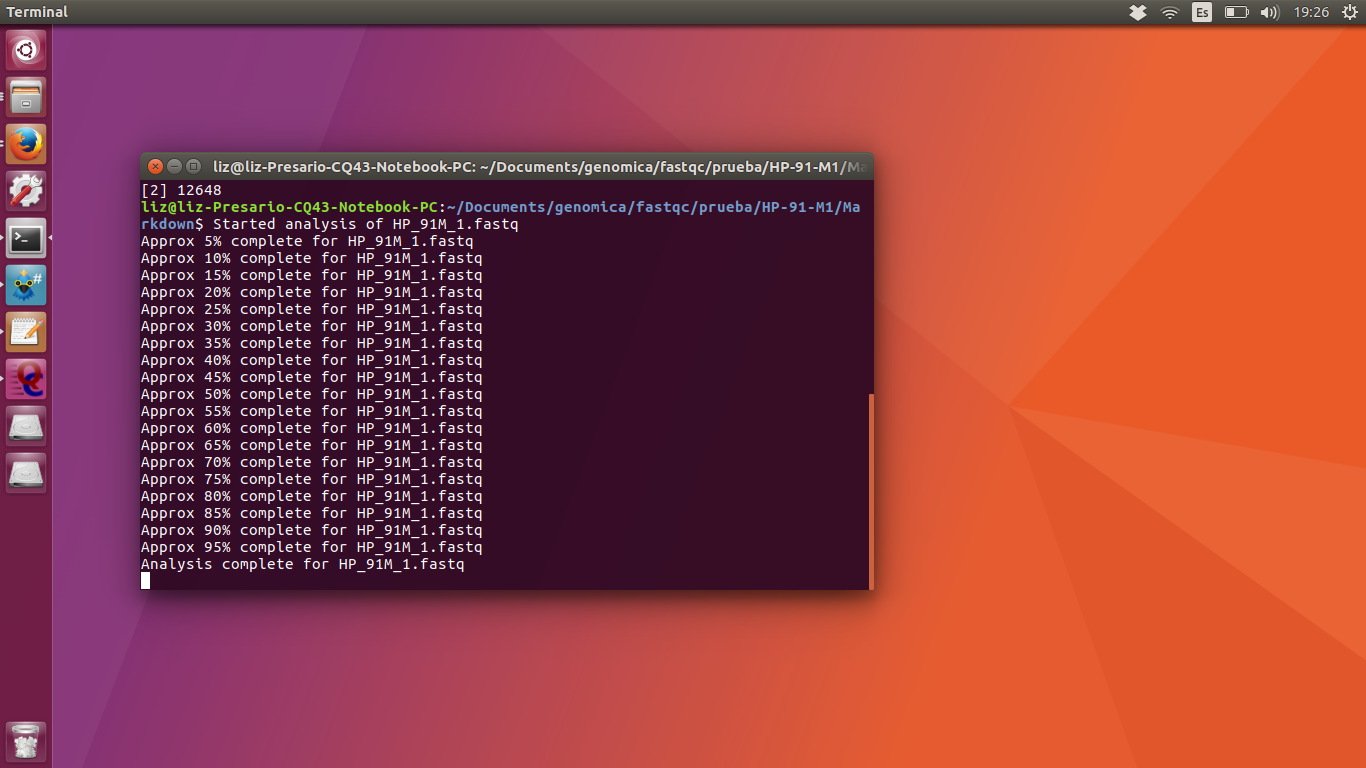 Terminal
Es
19:26
liz@liz-Presario-CQ43-Notebook-PC: ~/Documents/genomica/fastqc/prueba/HP-91-M1/Ma
[2] 12648
liz@liz-Presario-CQ43-Notebook-PC:~/Documents/genomica/fastqc/prueba/HP-91-M1/Ma
rkdown$ Started analysis of HP_91M_1.fastq
Approx 5% complete for HP_91M_1.fastq
Approx 10% complete for HP_91M_1.fastq
Approx 15% complete for HP_91M_1.fastq
Approx 20% complete for HP_91M_1.fastq
Approx 25% complete for HP_91M_1.fastq
Approx 30% complete for HP_91M_1.fastq
Approx 35% complete for HP_91M_1.fastq
Approx 40% complete for HP_91M_1.fastq
Approx 45% complete for HP_91M_1.fastq
Approx 50% complete for HP_91M_1.fastq
Approx 55% complete for HP_91M_1.fastq
Approx 60% complete for HP_91M_1.fastq
Approx 65% complete for HP_91M_1.fastq
Approx 70% complete for HP_91M_1.fastq
Approx 75% complete for HP_91M_1.fastq
Approx 80% complete for HP_91M_1.fastq
Approx 85% complete for HP_91M_1.fastq
Approx 90% complete for HP_91M_1.fastq
Approx 95% complete for HP_91M_1.fastq
Analysis complete for HP_91M_1.fastq